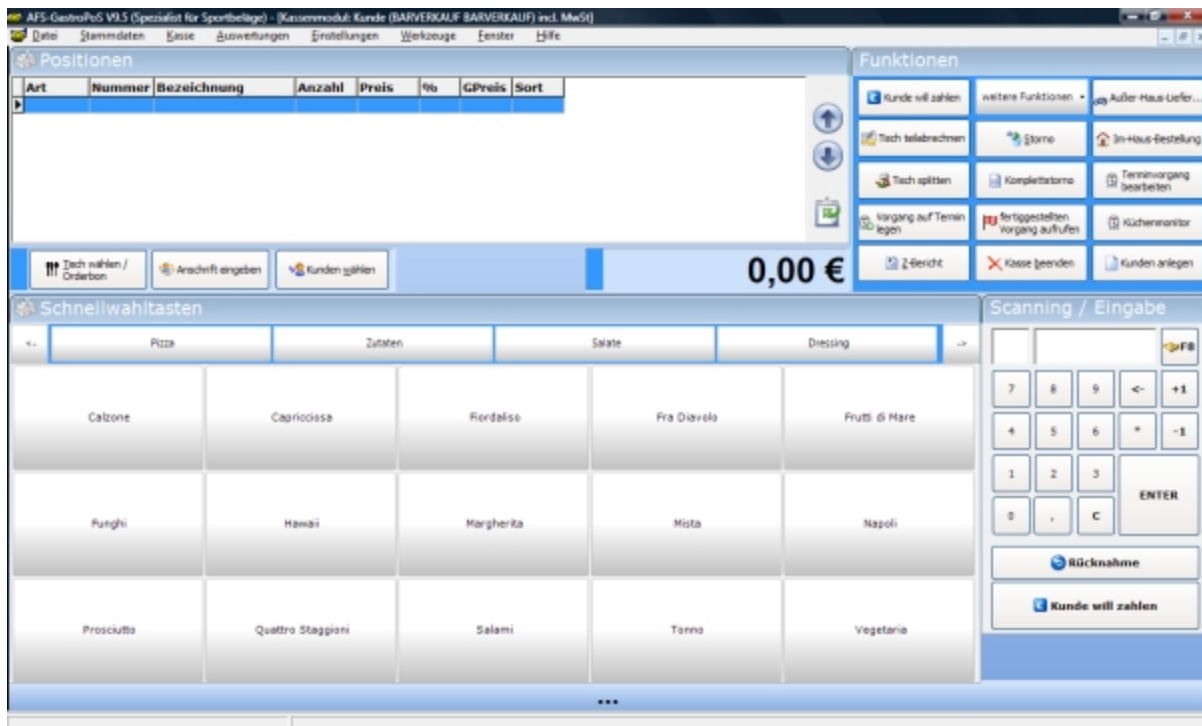 AFS-GastroPoS V9.5 (Spezialist für Sportbeläge) - [Kassenmodul: Kunde (BARVERKAUF BARVERKAUF) incl. MwSt]
Datei Stammdaten Kasse Auswertungen Einstellungen Werkzeuge Fenster Hilfe
Positionen
Art Nummer Bezeichnung Anzahl Preis % GPreis Sort
Tisch wählen /
Orderbon
Anschrift eingeben
Kunden wählen
0,00 €
Funktionen
Kunde will zahlen
weitere Funktionen
Außer-Haus-Liefer...
Tisch teilabrechnen
Storno
In-Haus-Bestellung
Tisch splitten
Komplettstorno
Terminvorgang
bearbeiten
Vorgang auf Termin
legen
fertiggestellten
Vorgang aufrufen
Küchenmonitor
Z-Bericht
Kasse beenden
Kunden anlegen
Schnellwahltasten
<- Pizza Zutaten Salate Dressing ->
Calzone Capricciosa Fiordaliso Fra Diavolo Frutti di Mare
Funghi Hawaii Margherita Mista Napoli
Prosciutto Quattro Staggioni Salami Tonno Vegetaria
...
Scanning / Eingabe
F8
7 8 9 <- +1
4 5 6 * -1
1 2 3
ENTER
0 , C
Rücknahme
Kunde will zahlen